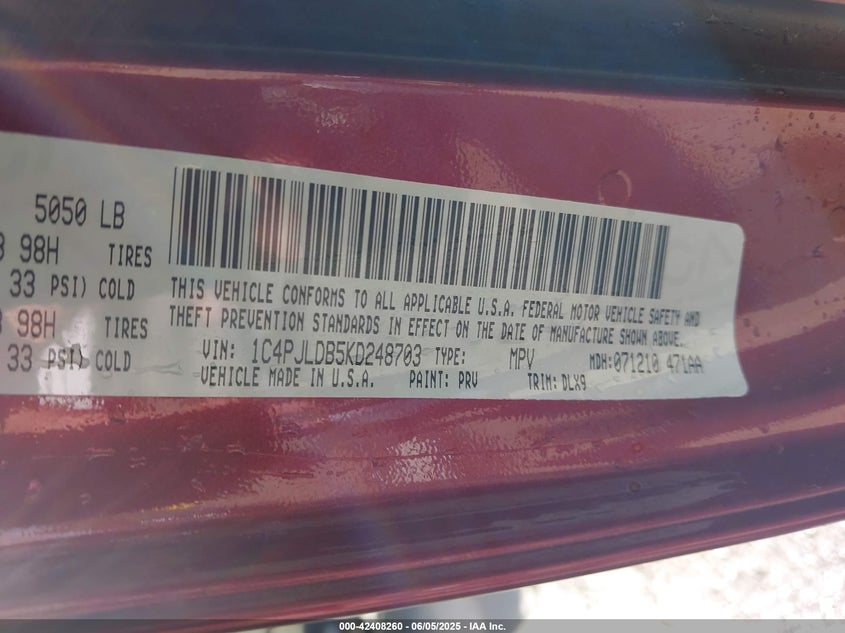 5050 LB
98H TIRES
33 PSI) COLD
98H TIRES
33 PSI) COLD
THIS VEHICLE CONFORMS TO ALL APPLICABLE U.S.A. FEDERAL MOTOR VEHICLE SAFETY AND
THEFT PREVENTION STANDARDS IN EFFECT ON THE DATE OF MANUFACTURE SHOWN ABOVE.
VIN: 1C4PJLDB5KD248703 TYPE: MPV MDH:071210 471AA
VEHICLE MADE IN U.S.A. PAINT: PRV TRIM: DLX9
000-42408260 - 06/05/2025 - IAA Inc.